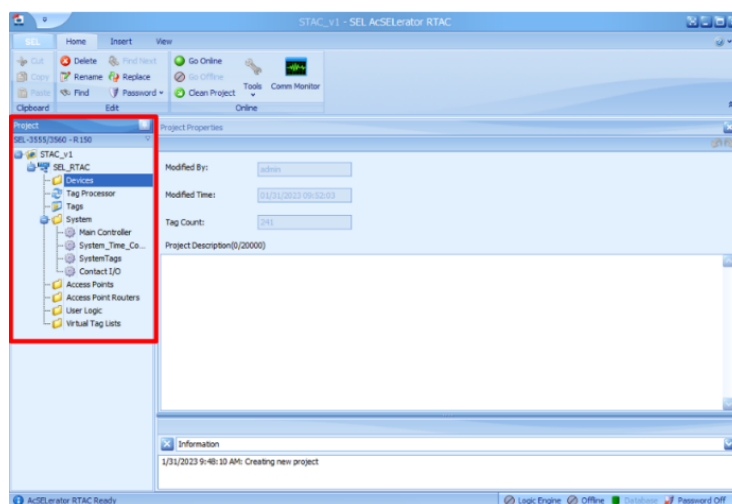 STAC_v1 - SEL AcSELerator RTAC
SEL Home Insert View
Cut Delete Find Next Go Online
Copy Rename Replace Go Offline
Paste Find Password Clean Project Tools Comm Monitor
Clipboard Edit Online
Project
SEL-3555/3560 - R150
STAC_v1
SEL_RTAC
Devices
Tag Processor
Tags
System
Main Controller
System_Time_Co...
SystemTags
Contact I/O
Access Points
Access Point Routers
User Logic
Virtual Tag Lists
Project Properties
Modified By: admin
Modified Time: 01/31/2023 09:52:03
Tag Count: 241
Project Description(0/20000)
Information
1/31/2023 9:48:10 AM: Creating new project
AcSELerator RTAC Ready Logic Engine Offline Database Password Off